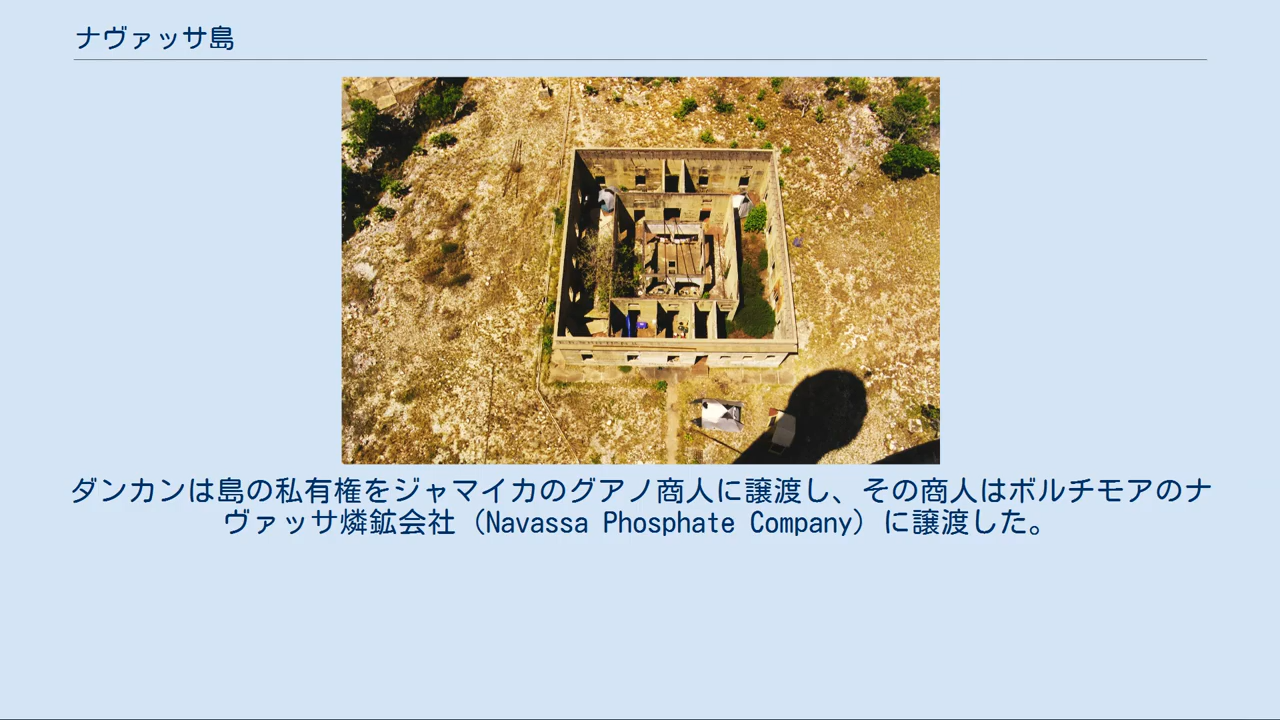 ナヴァッサ島
ダンカンは島の私有権をジャマイカのグアノ商人に譲渡し、その商人はボルチモアのナ
ヴァッサ燐鉱会社（Navassa Phosphate Company）に譲渡した。